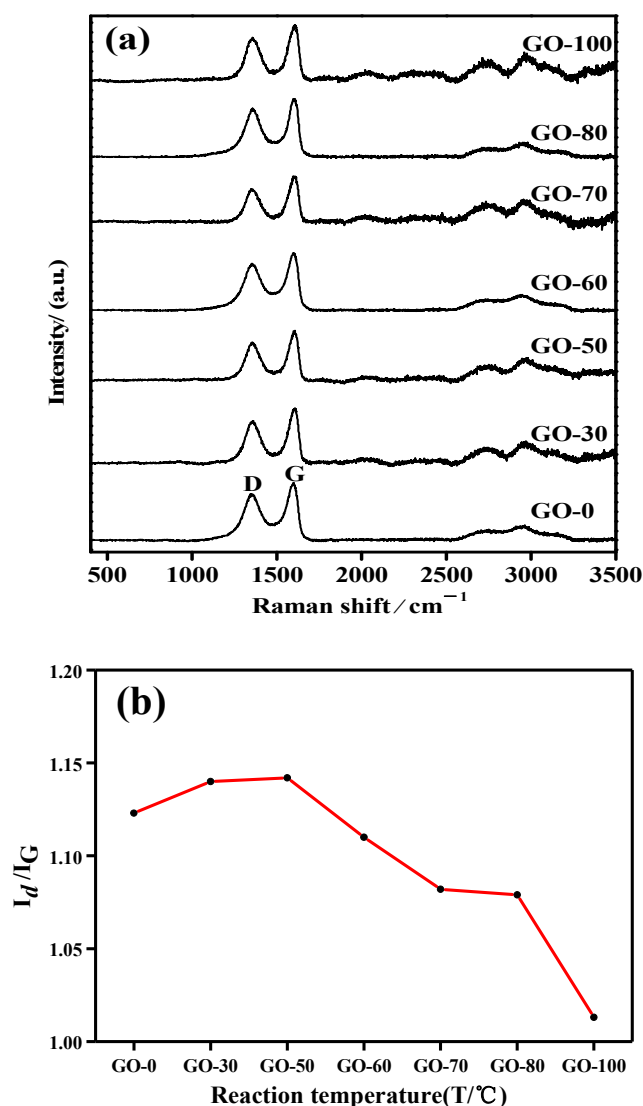 (a)
GO-100
GO-80
GO-70
GO-60
GO-50
GO-30
GO-0
D
G
Intensity/ (a.u.)
500 1000 1500 2000 2500 3000 3500
Raman shift／cm⁻¹
(b)
1.20
1.15
1.10
1.05
1.00
I_d/I_G
GO-0 GO-30 GO-50 GO-60 GO-70 GO-80 GO-100
Reaction temperature(T/℃)